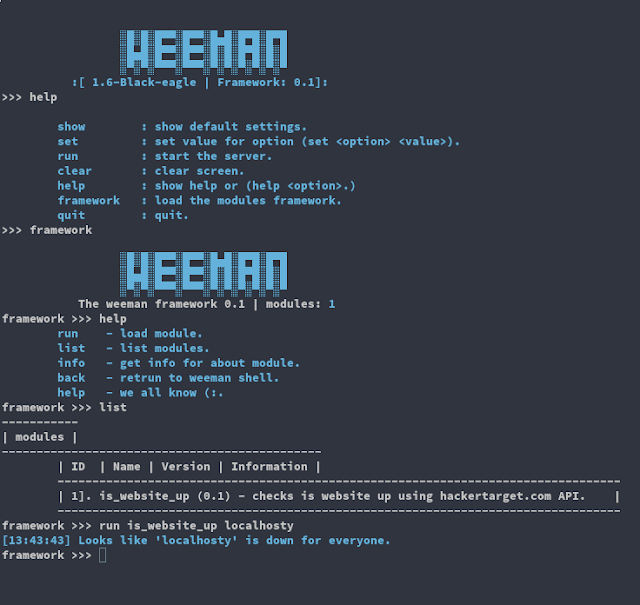 WEEMAN
:[ 1.6-Black-eagle | Framework: 0.1]:
>>> help
show : show default settings.
set : set value for option (set <option> <value>).
run : start the server.
clear : clear screen.
help : show help or (help <option>.)
framework : load the modules framework.
quit : quit.
>>> framework
WEEMAN
The weeman framework 0.1 | modules: 1
framework >>> help
run - load module.
list - list modules.
info - get info for about module.
back - retrun to weeman shell.
help - we all know (:.
framework >>> list
-----------
| modules |
----------------------------------------------
| ID | Name | Version | Information |
--------------------------------------------------------------------------------
| 1]. is_website_up (0.1) - checks is website up using hackertarget.com API. |
--------------------------------------------------------------------------------
framework >>> run is_website_up localhosty
[13:43:43] Looks like 'localhosty' is down for everyone.
framework >>>